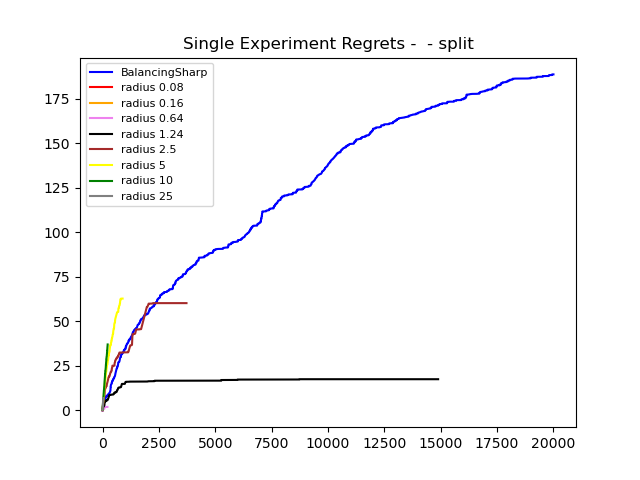 Single Experiment Regrets -  - split
BalancingSharp
radius 0.08
radius 0.16
radius 0.64
radius 1.24
radius 2.5
radius 5
radius 10
radius 25
175
150
125
100
75
50
25
0
0 2500 5000 7500 10000 12500 15000 17500 20000